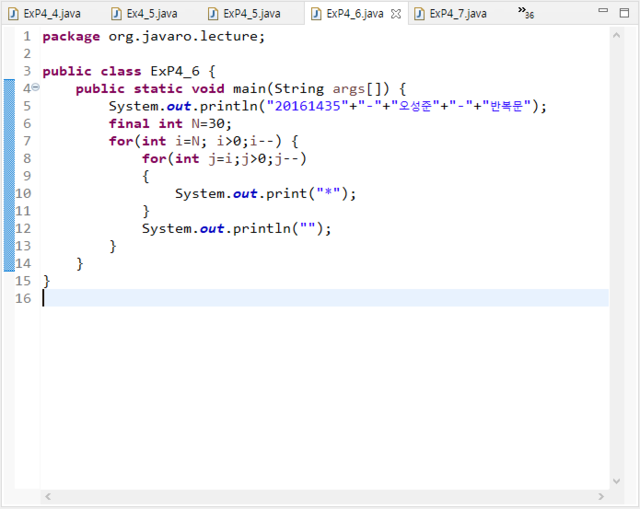 ExP4_4.java Ex4_5.java ExP4_5.java ExP4_6.java ExP4_7.java »36
1 package org.javaro.lecture;
2
3 public class ExP4_6 {
4 public static void main(String args[]) {
5 System.out.println("20161435"+"-"+"오성준"+"-"+"반복문");
6 final int N=30;
7 for(int i=N; i>0;i--) {
8 for(int j=i;j>0;j--)
9 {
10 System.out.print("*");
11 }
12 System.out.println("");
13 }
14 }
15 }
16